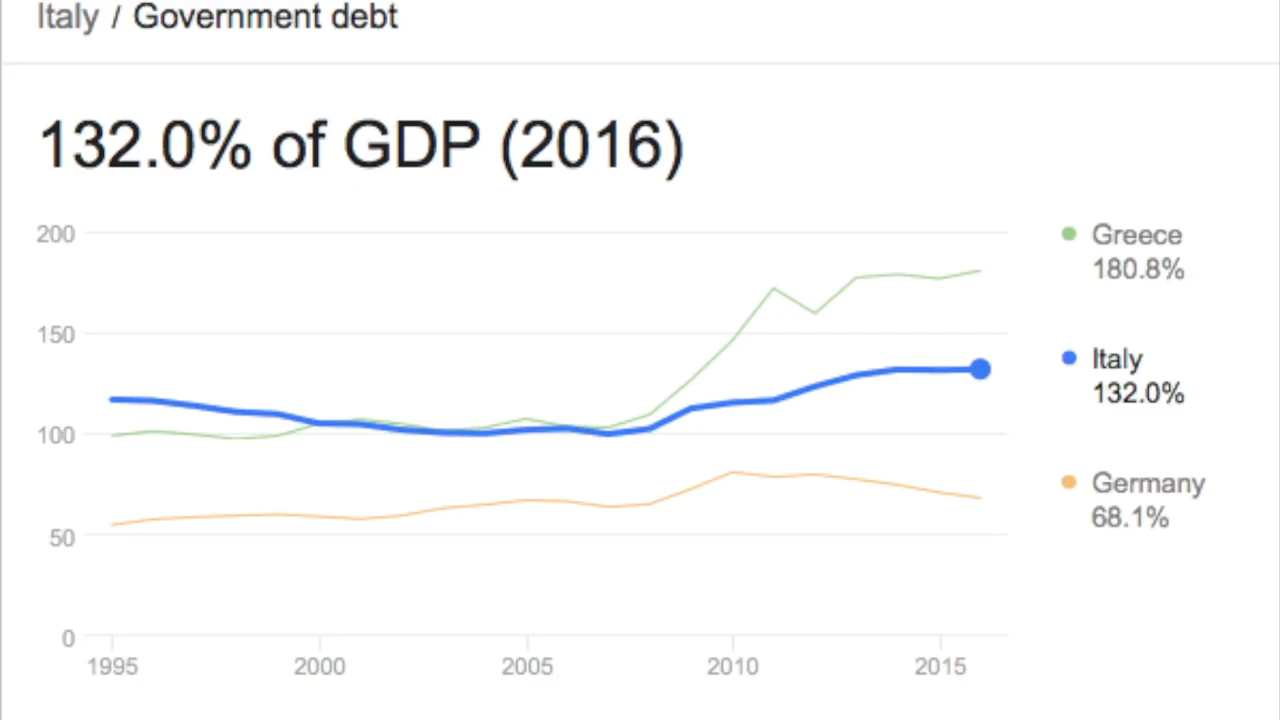 Italy / Government debt
132.0% of GDP (2016)
200
150
100
50
0
1995 2000 2005 2010 2015
Greece
180.8%
Italy
132.0%
Germany
68.1%